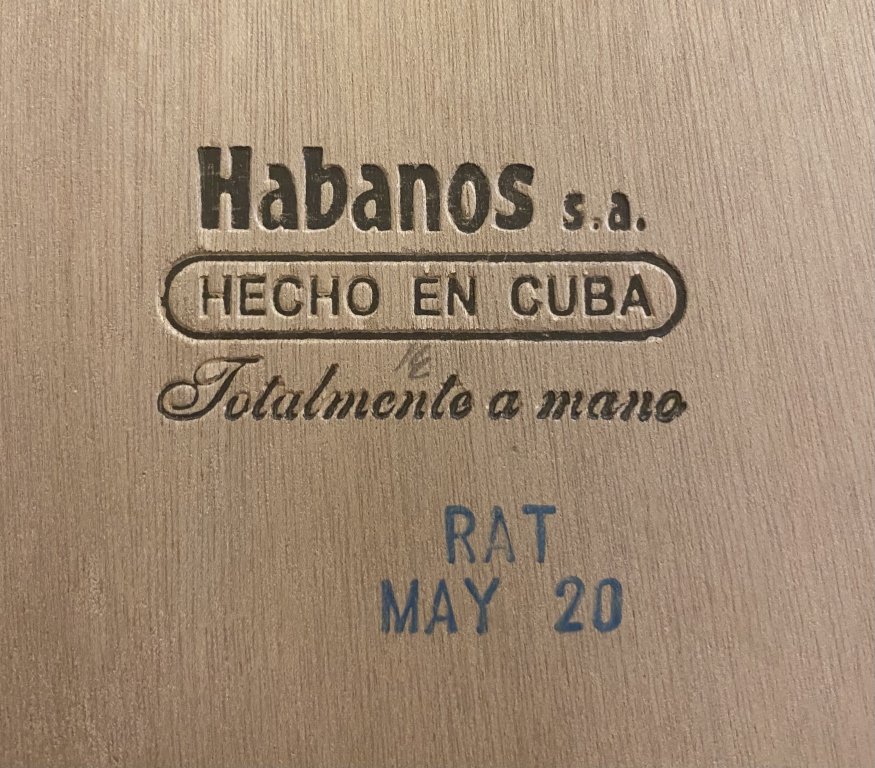 Habanos s.a.
HECHO EN CUBA
Totalmente a mano
RAT
MAY 20